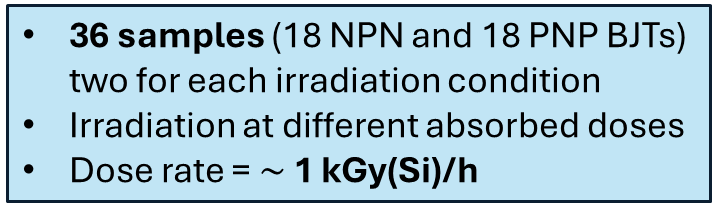 • 36 samples (18 NPN and 18 PNP BJTs)
two for each irradiation condition
• Irradiation at different absorbed doses
• Dose rate = ~ 1 kGy(Si)/h